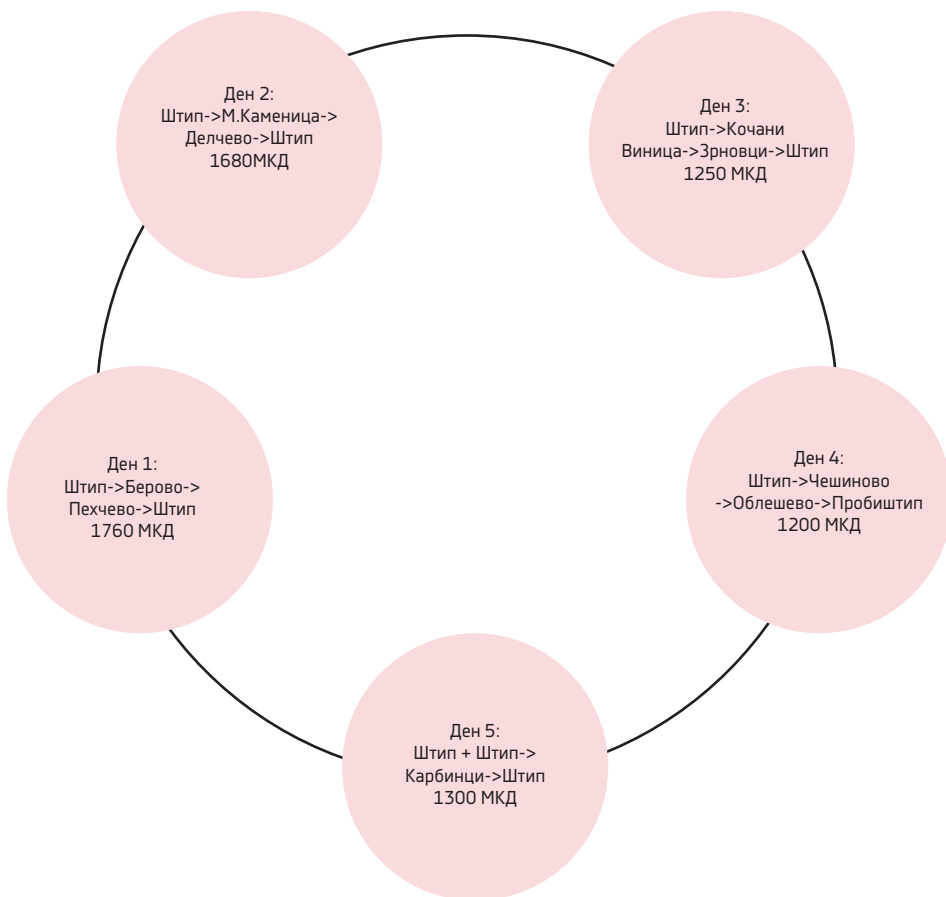 Ден 2:
Штип->М.Каменица->
Делчево->Штип
1680МКД
Ден 3:
Штип->Кочани
Виница->Зрновци->Штип
1250 МКД
Ден 1:
Штип->Берово->
Пехчево->Штип
1760 МКД
Ден 4:
Штип->Чешиново
->Облешево->Пробиштип
1200 МКД
Ден 5:
Штип + Штип->
Карбинци->Штип
1300 МКД